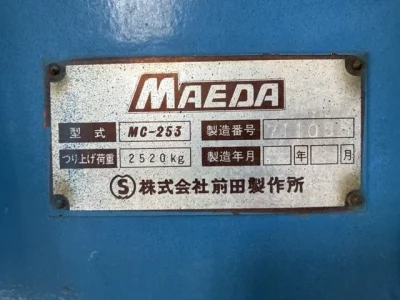 MAEDA
型式 MC-253 製造番号
つり上げ荷重 2520kg 製造年月 年 月
Ⓢ株式会社前田製作所